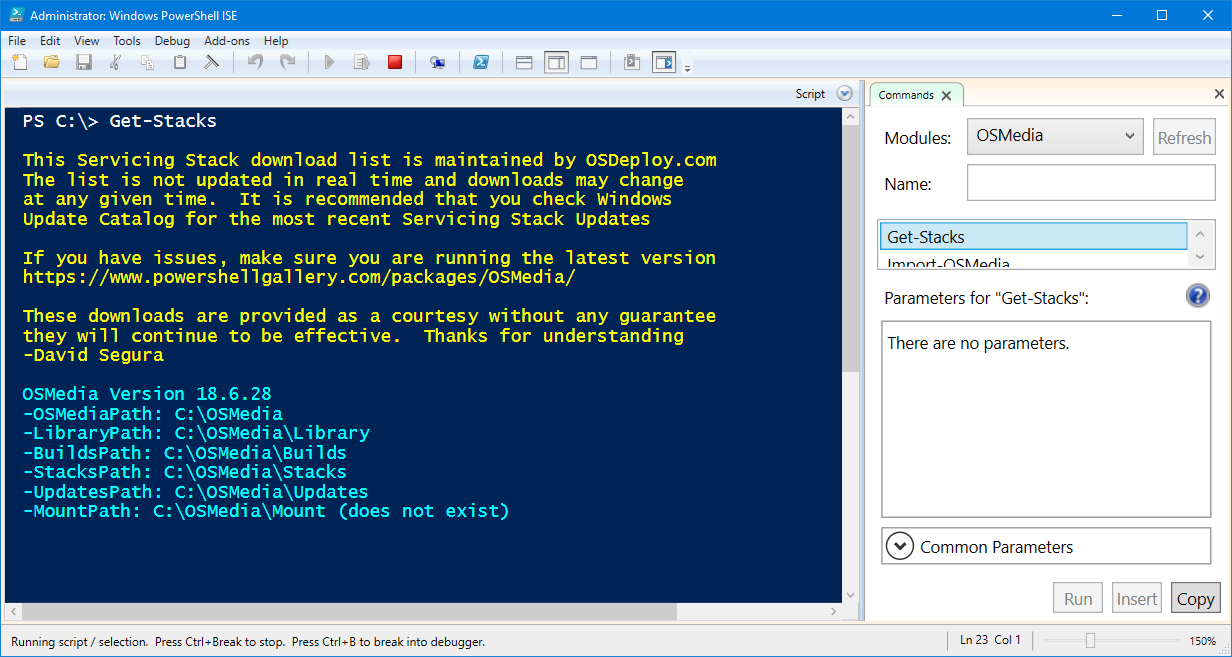 Administrator: Windows PowerShell ISE
File Edit View Tools Debug Add-ons Help
Script
PS C:\> Get-Stacks
This Servicing Stack download list is maintained by OSDeploy.com
The list is not updated in real time and downloads may change
at any given time.  It is recommended that you check Windows
Update Catalog for the most recent Servicing Stack Updates
If you have issues, make sure you are running the latest version
https://www.powershellgallery.com/packages/OSMedia/
These downloads are provided as a courtesy without any guarantee
they will continue to be effective.  Thanks for understanding
-David Segura
OSMedia Version 18.6.28
-OSMediaPath: C:\OSMedia
-LibraryPath: C:\OSMedia\Library
-BuildsPath: C:\OSMedia\Builds
-StacksPath: C:\OSMedia\Stacks
-UpdatesPath: C:\OSMedia\Updates
-MountPath: C:\OSMedia\Mount (does not exist)
Commands
Modules: OSMedia Refresh
Name:
Get-Stacks
Import-OSMedia
Parameters for "Get-Stacks":
There are no parameters.
Common Parameters
Run Insert Copy
Running script / selection.  Press Ctrl+Break to stop.  Press Ctrl+B to break into debugger.
Ln 23 Col 1 150%